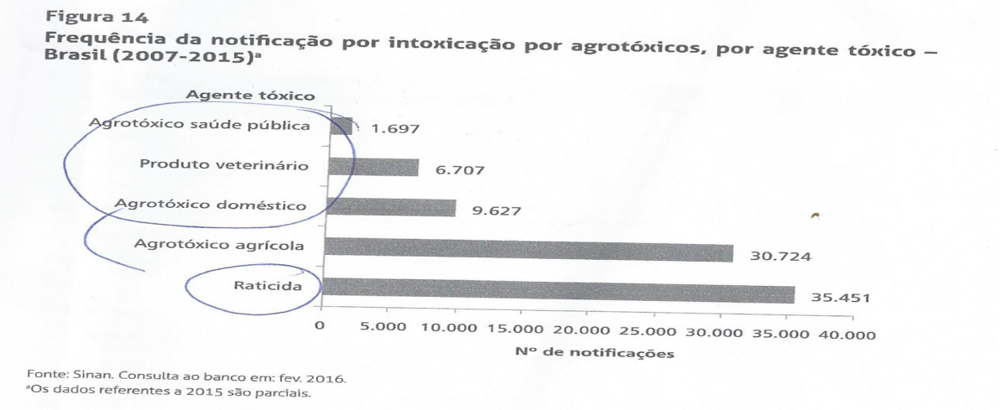 Figura 14
Frequência da notificação por intoxicação por agrotóxicos, por agente tóxico –
Brasil (2007-2015)ª
Agente tóxico
Agrotóxico saúde pública 1.697
Produto veterinário 6.707
Agrotóxico doméstico 9.627
Agrotóxico agrícola 30.724
Raticida 35.451
0 5.000 10.000 15.000 20.000 25.000 30.000 35.000 40.000
Nº de notificações
Fonte: Sinan. Consulta ao banco em: fev. 2016.
ªOs dados referentes a 2015 são parciais.